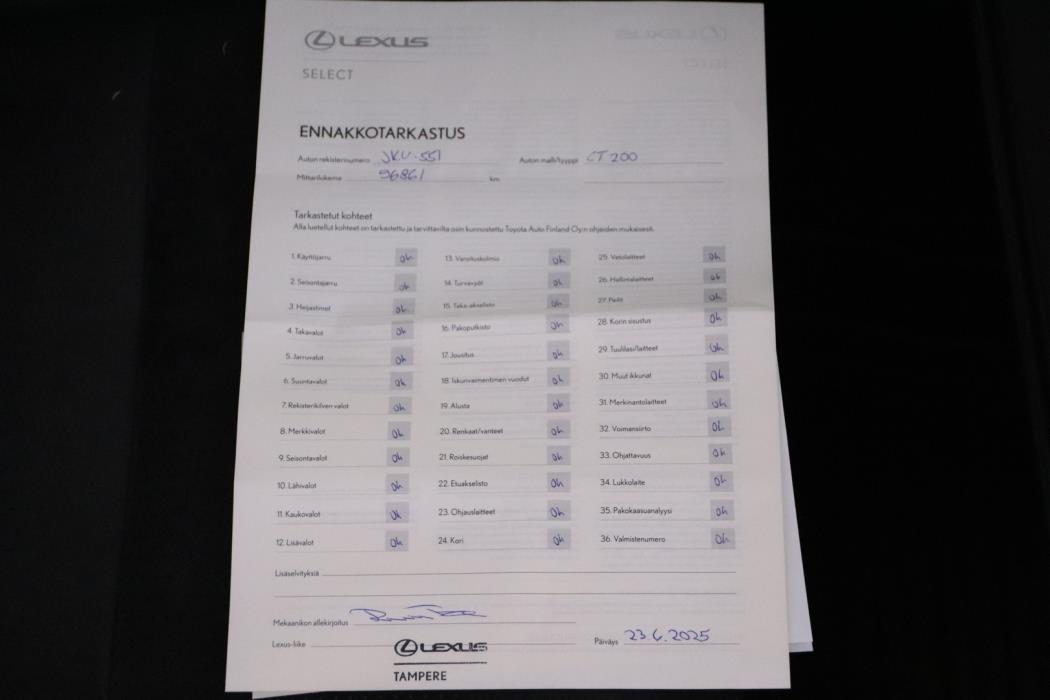 LEXUS
SELECT
ENNAKKOTARKASTUS
Auton rekisterinumero JKU-551 Auton malli/tyyppi CT 200
Mittarilukema 96861 km
Tarkastetut kohteet
Alla luetellut kohteet on tarkastettu ja tarvittavilta osin kunnostettu Toyota Auto Finland Oy:n ohjeiden mukaisesti.
1. Käyttöjarru Ok 13. Varoituskolmio Ok 25. Vetolaitteet Ok
2. Seisontajarru Ok 14. Turvavyöt Ok 26. Hallintalaitteet Ok
3. Heijastimet Ok 15. Taka-akselisto Ok 27. Peilit Ok
4. Takavalot Ok 16. Pakoputkisto Ok 28. Korin sisustus Ok
5. Jarruvalot Ok 17. Jousitus Ok 29. Tuulilasi/laitteet Ok
6. Suuntavalot Ok 18. Iskunvaimentimen vuodot Ok 30. Muut ikkunat Ok
7. Rekisterikilven valot Ok 19. Alusta Ok 31. Merkinantolaitteet Ok
8. Merkkivalot Ok 20. Renkaat/vanteet Ok 32. Voimansiirto Ok
9. Seisontavalot Ok 21. Roiskesuojat Ok 33. Ohjattavuus Ok
10. Lähivalot Ok 22. Etuakselisto Ok 34. Lukkolaite Ok
11. Kaukovalot Ok 23. Ohjauslaitteet Ok 35. Pakokaasuanalyysi Ok
12. Lisävalot Ok 24. Kori Ok 36. Valmistenumero Ok
Lisäselvityksiä
Mekaanikon allekirjoitus
Lexus-liike LEXUS Päiväys 23.6.2025
TAMPERE